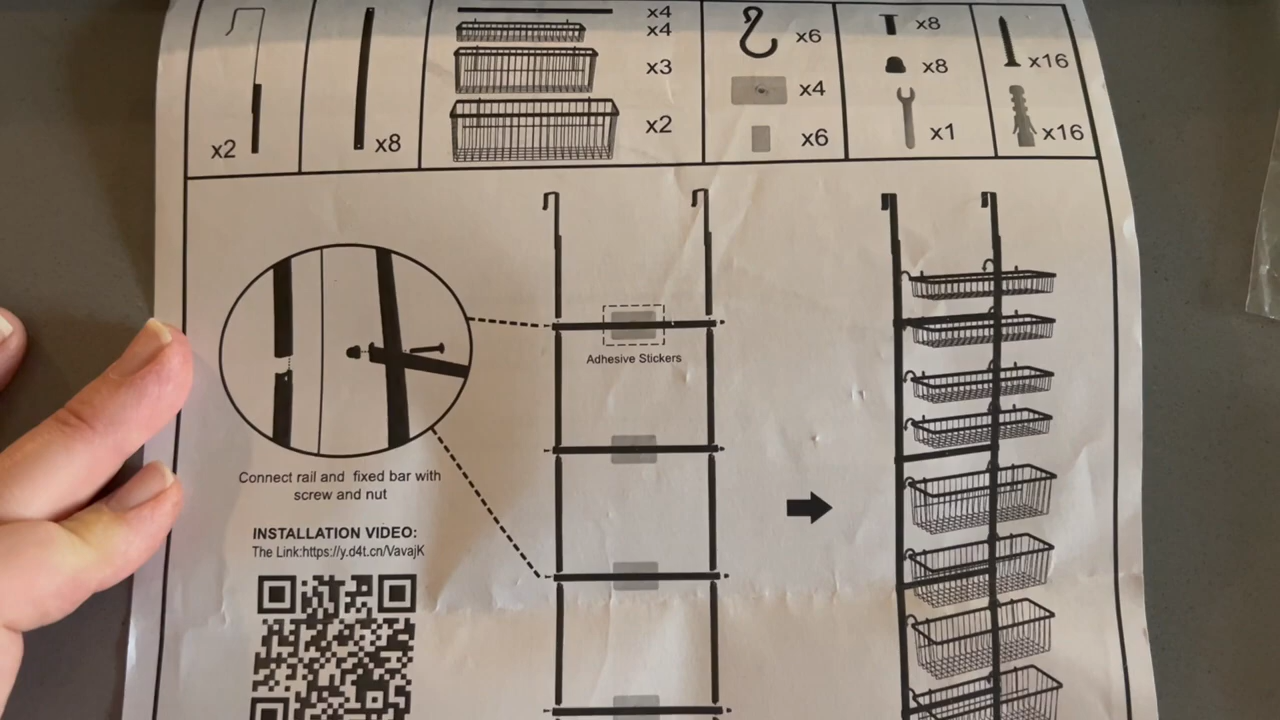 x2
x8
x4
x4
x3
x2
x6
x4
x6
x8
x8
x1
x16
x16
Adhesive Stickers
Connect rail and fixed bar with
screw and nut
INSTALLATION VIDEO:
The Link:https://y.d4t.cn/VavajK